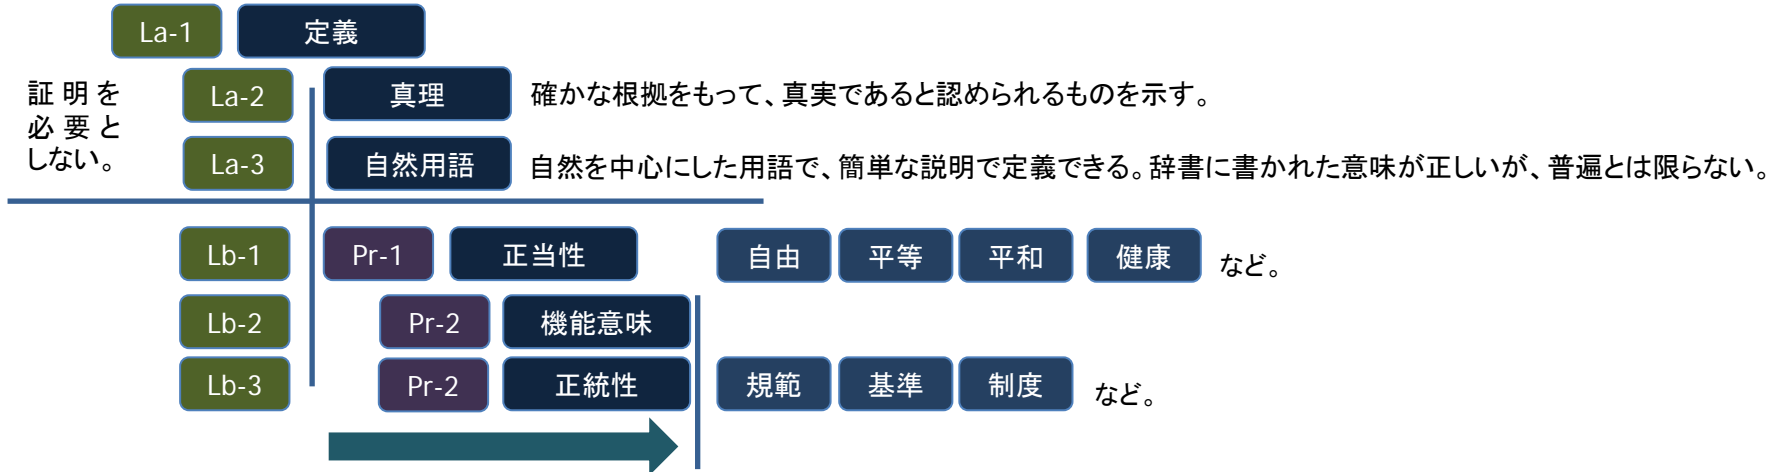 La-1 定義
証明を
必要と
しない。
La-2 真理 確かな根拠をもって、真実であると認められるものを示す。
La-3 自然用語 自然を中心にした用語で、簡単な説明で定義できる。辞書に書かれた意味が正しいが、普遍とは限らない。
Lb-1 Pr-1 正当性 自由 平等 平和 健康 など。
Lb-2 Pr-2 機能意味
Lb-3 Pr-2 正統性 規範 基準 制度 など。